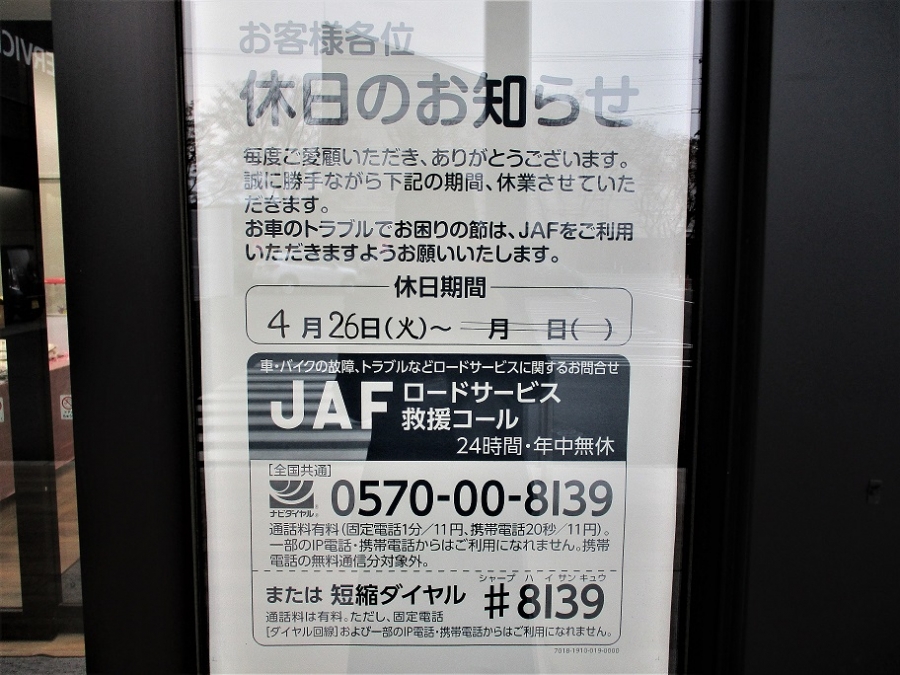 ERVICE
お客様各位
休日のお知らせ
毎度ご愛顧いただき、ありがとうございます。
誠に勝手ながら下記の期間、休業させていた
だきます。
お車のトラブルでお困りの節は、JAFをご利用
いただきますようお願いいたします。
休日期間
4月26日(火)～ 月 日( )
車・バイクの故障、トラブルなどロードサービスに関するお問合せ
JAF ロードサービス
救援コール
24時間・年中無休
[全国共通]
ナビダイヤル® 0570-00-8139
通話料有料(固定電話1分／11円、携帯電話20秒／11円)。
一部のIP電話・携帯電話からはご利用になれません。携帯
電話の無料通信分対象外。
シャープ ハイ サンキュウ
または 短縮ダイヤル #8139
通話料は有料。ただし、固定電話
[ダイヤル回線]および一部のIP電話・携帯電話からはご利用になれません。
7018-1910-019-0000